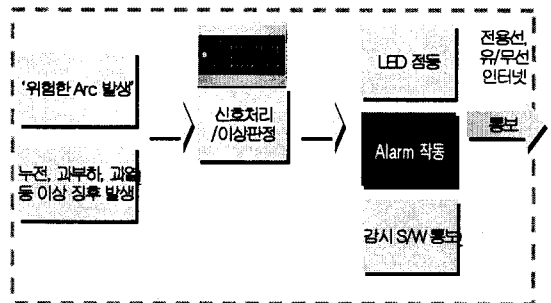 '위험한 Arc 발생'
누전, 과부하, 과열
등 이상 징후 발생
신호처리
/이상판정
LED 점등
Alarm 작동
감시 S/W 통보
전용선,
유/무선
인터넷
통보